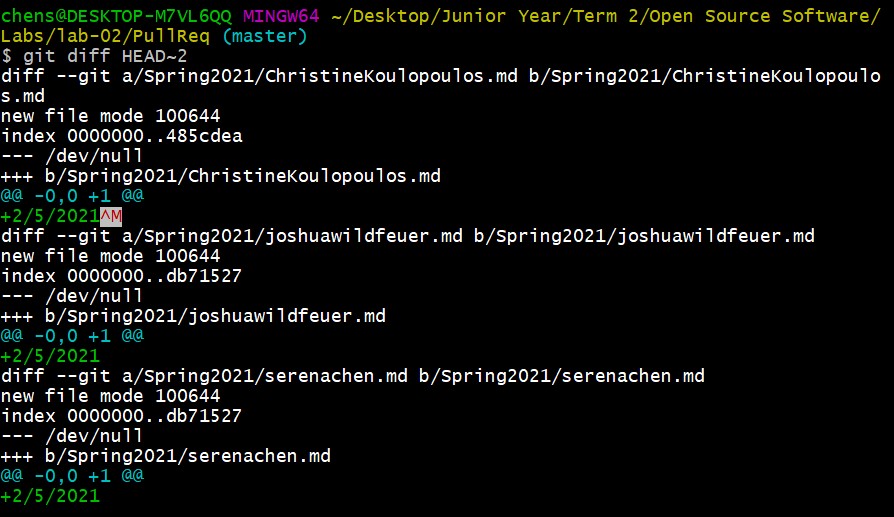 chens@DESKTOP-M7VL6QQ MINGW64 ~/Desktop/Junior Year/Term 2/Open Source Software/
Labs/lab-02/PullReq (master)
$ git diff HEAD~2
diff --git a/Spring2021/ChristineKoulopoulos.md b/Spring2021/ChristineKoulopoulo
s.md
new file mode 100644
index 0000000..485cdea
--- /dev/null
+++ b/Spring2021/ChristineKoulopoulos.md
@@ -0,0 +1 @@
+2/5/2021^M
diff --git a/Spring2021/joshuawildfeuer.md b/Spring2021/joshuawildfeuer.md
new file mode 100644
index 0000000..db71527
--- /dev/null
+++ b/Spring2021/joshuawildfeuer.md
@@ -0,0 +1 @@
+2/5/2021
diff --git a/Spring2021/serenachen.md b/Spring2021/serenachen.md
new file mode 100644
index 0000000..db71527
--- /dev/null
+++ b/Spring2021/serenachen.md
@@ -0,0 +1 @@
+2/5/2021